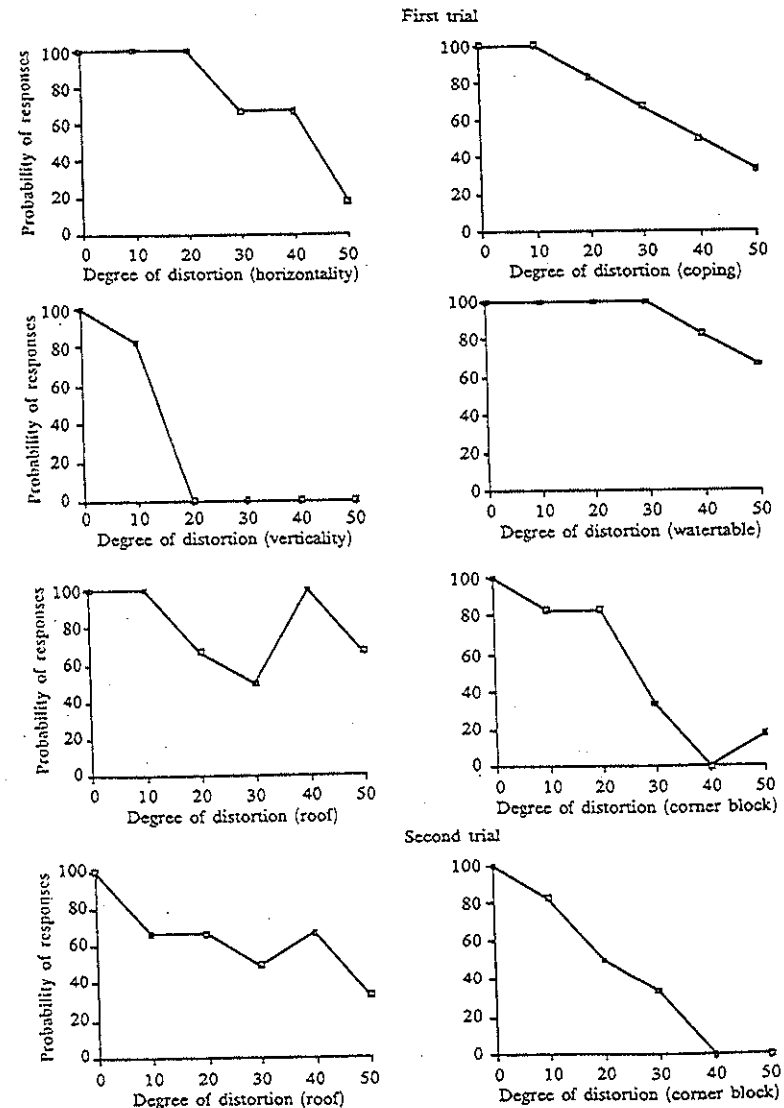 First trial
Probability of responses
100
80
60
40
20
0
0 10 20 30 40 50
Degree of distortion (horizontality)
100
80
60
40
20
0
0 10 20 30 40 50
Degree of distortion (coping)
Probability of responses
100
80
60
40
20
0
0 10 20 30 40 50
Degree of distortion (verticality)
100
80
60
40
20
0
0 10 20 30 40 50
Degree of distortion (watertable)
Probability of responses
100
80
60
40
20
0
0 10 20 30 40 50
Degree of distortion (roof)
100
80
60
40
20
0
0 10 20 30 40 50
Degree of distortion (corner block)
Second trial
Probability of responses
100
80
60
40
20
0
0 10 20 30 40 50
Degree of distortion (roof)
100
80
60
40
20
0
0 10 20 30 40 50
Degree of distortion (corner block)